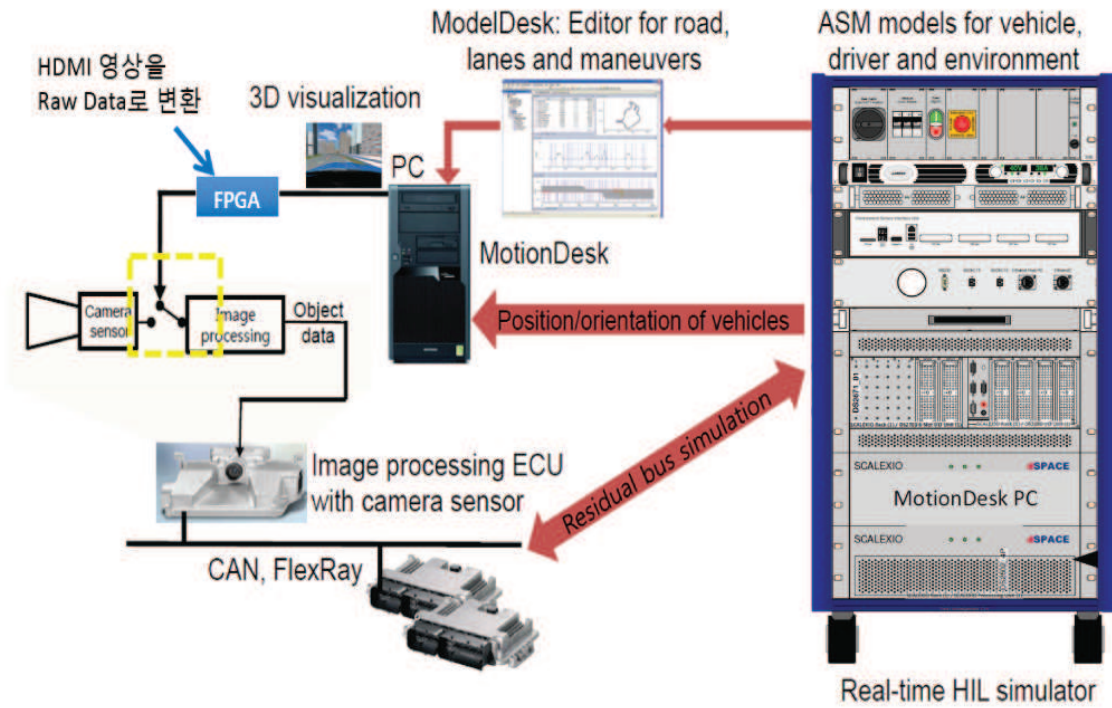 ModelDesk: Editor for road,
lanes and maneuvers
ASM models for vehicle,
driver and environment
HDMI 영상을
Raw Data로 변환
3D visualization
PC
FPGA
MotionDesk
Camera
sensor
Image
processing
Object
data
Position/orientation of vehicles
Residual bus simulation
Image processing ECU
with camera sensor
CAN, FlexRay
DS2671_B1
SCALEXIO
dSPACE
MotionDesk PC
SCALEXIO
dSPACE
Real-time HIL simulator